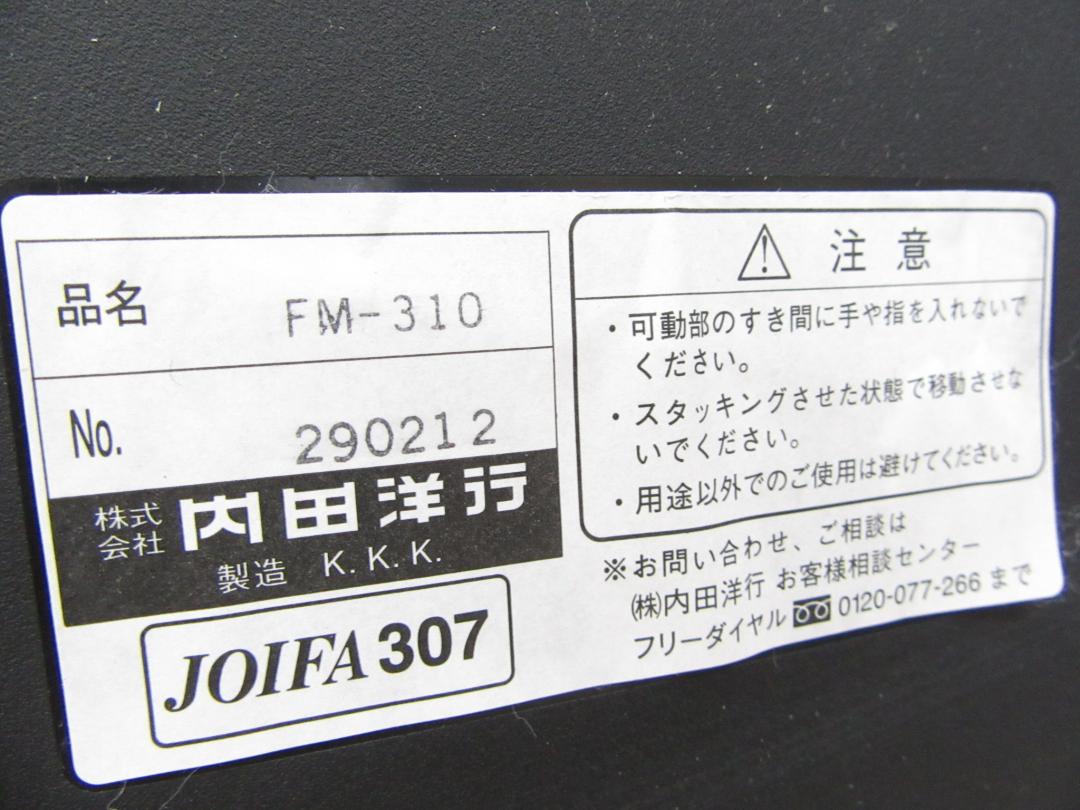 品名 FM-310
No. 290212
株式会社 内田洋行
製造 K.K.K.
JOIFA 307
注意
・可動部のすき間に手や指を入れないで
ください。
・スタッキングさせた状態で移動させな
いでください。
・用途以外でのご使用は避けてください。
※お問い合わせ、ご相談は
(株)内田洋行 お客様相談センター
フリーダイヤル 0120-077-266 まで